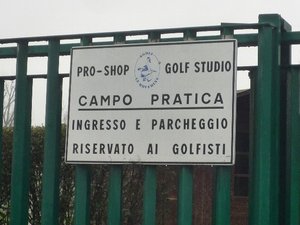 PRO-SHOP GOLF STUDIO
CAMPO PRATICA
INGRESSO E PARCHEGGIO
RISERVATO AI GOLFISTI